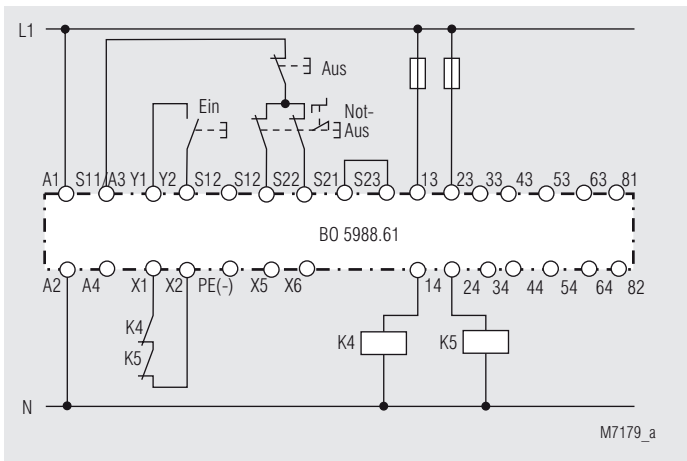 L1
Aus
Ein
Not-
Aus
A1 S11/A3 Y1 Y2 S12 S12 S22 S21 S23 13 23 33 43 53 63 81
BO 5988.61
A2 A4 X1 X2 PE(-) X5 X6 14 24 34 44 54 64 82
K4
K5
K4
K5
N
M7179_a